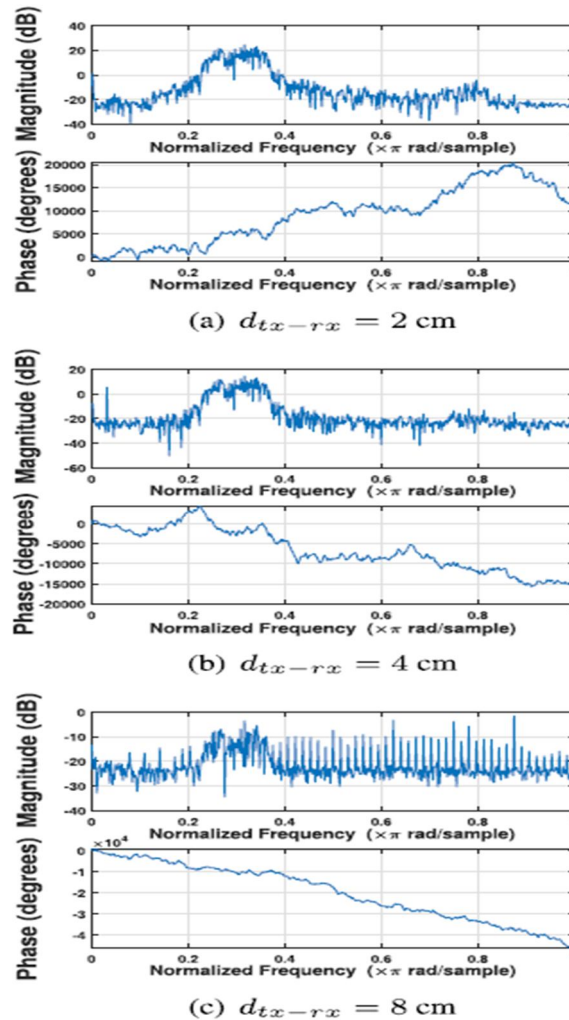 Magnitude (dB)
40
20
0
-20
-40
0 0.2 0.4 0.6 0.8
Normalized Frequency (×π rad/sample)
Phase (degrees)
20000
15000
10000
5000
0
0 0.2 0.4 0.6 0.8
Normalized Frequency (×π rad/sample)
(a) d_{tx-rx} = 2 cm
Magnitude (dB)
20
0
-20
-40
-60
0 0.2 0.4 0.6 0.8
Normalized Frequency (×π rad/sample)
Phase (degrees)
0
-5000
-10000
-15000
-20000
0 0.2 0.4 0.6 0.8
Normalized Frequency (×π rad/sample)
(b) d_{tx-rx} = 4 cm
Magnitude (dB)
0
-10
-20
-30
-40
0 0.2 0.4 0.6 0.8
Normalized Frequency (×π rad/sample)
Phase (degrees)
×10⁴
0
-1
-2
-3
-4
0 0.2 0.4 0.6 0.8
Normalized Frequency (×π rad/sample)
(c) d_{tx-rx} = 8 cm